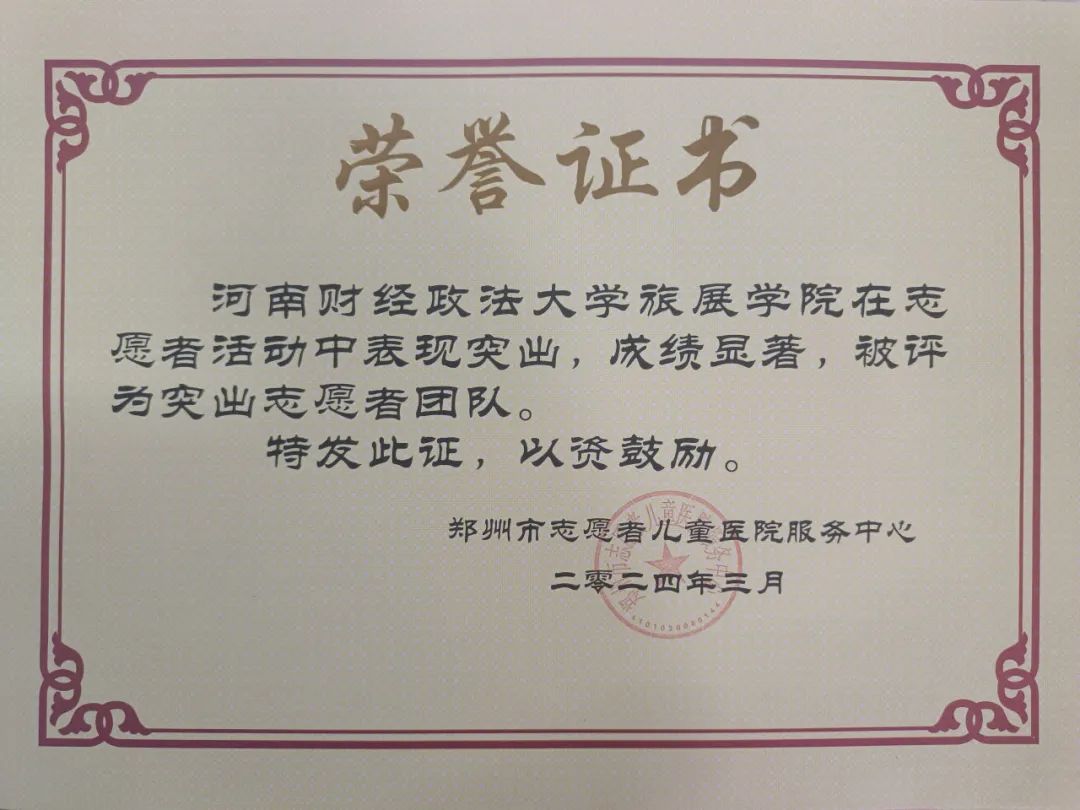 荣誉证书
河南财经政法大学旅展学院在志
愿者活动中表现突出，成绩显著，被评
为突出志愿者团队。
特发此证，以资鼓励。
郑州市志愿者儿童医院服务中心
二零二四年三月